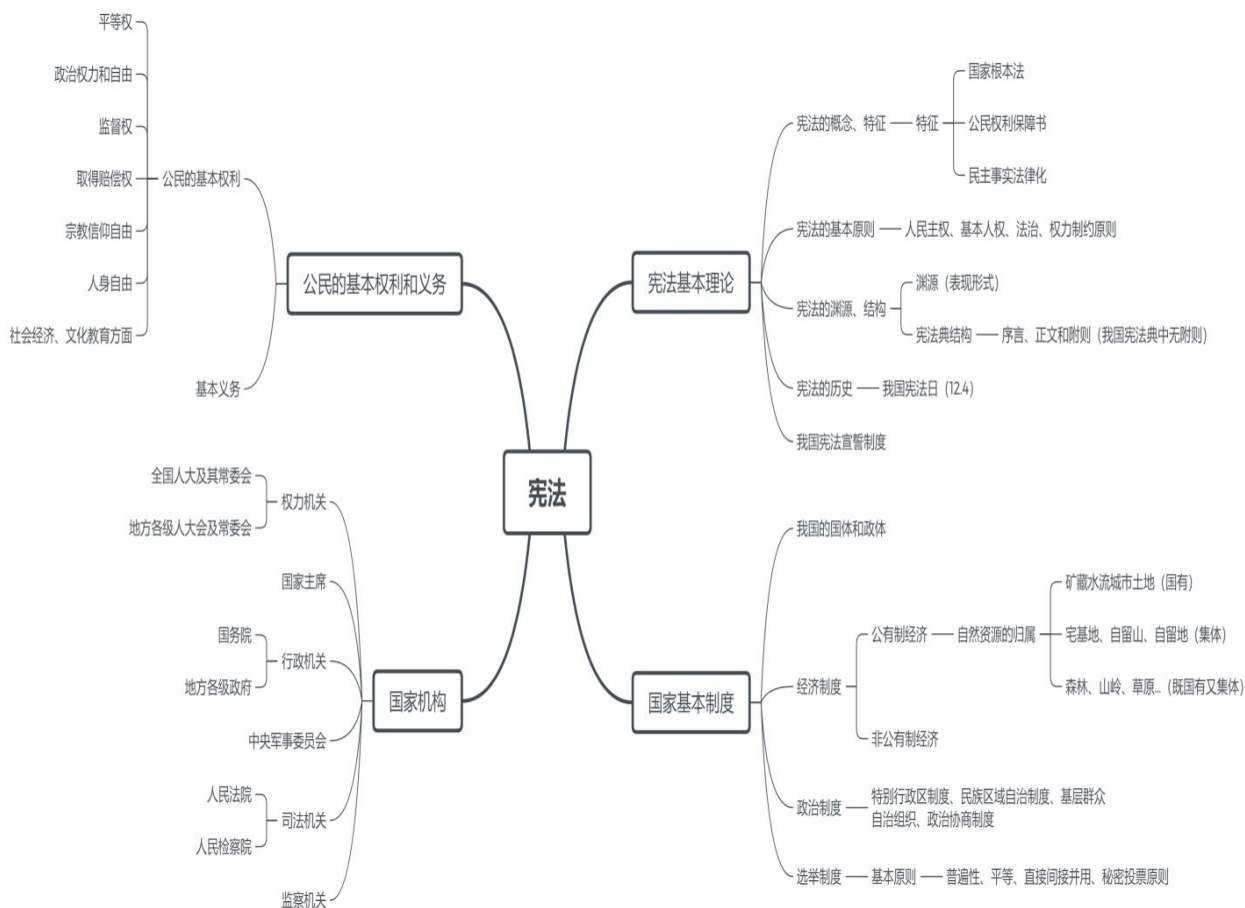 宪法
公民的基本权利和义务
公民的基本权利
平等权
政治权力和自由
监督权
取得赔偿权
宗教信仰自由
人身自由
社会经济、文化教育方面
基本义务
国家机构
权力机关
全国人大及其常委会
地方各级人大会及常委会
国家主席
行政机关
国务院
地方各级政府
中央军事委员会
司法机关
人民法院
人民检察院
监察机关
宪法基本理论
宪法的概念、特征
特征
国家根本法
公民权利保障书
民主事实法律化
宪法的基本原则
人民主权、基本人权、法治、权力制约原则
宪法的渊源、结构
渊源（表现形式）
宪法典结构
序言、正文和附则（我国宪法典中无附则）
宪法的历史
我国宪法日（12.4）
我国宪法宣誓制度
国家基本制度
我国的国体和政体
经济制度
公有制经济
自然资源的归属
矿藏水流城市土地（国有）
宅基地、自留山、自留地（集体）
森林、山岭、草原...（既国有又集体）
非公有制经济
政治制度
特别行政区制度、民族区域自治制度、基层群众
自治组织、政治协商制度
选举制度
基本原则
普遍性、平等、直接间接并用、秘密投票原则